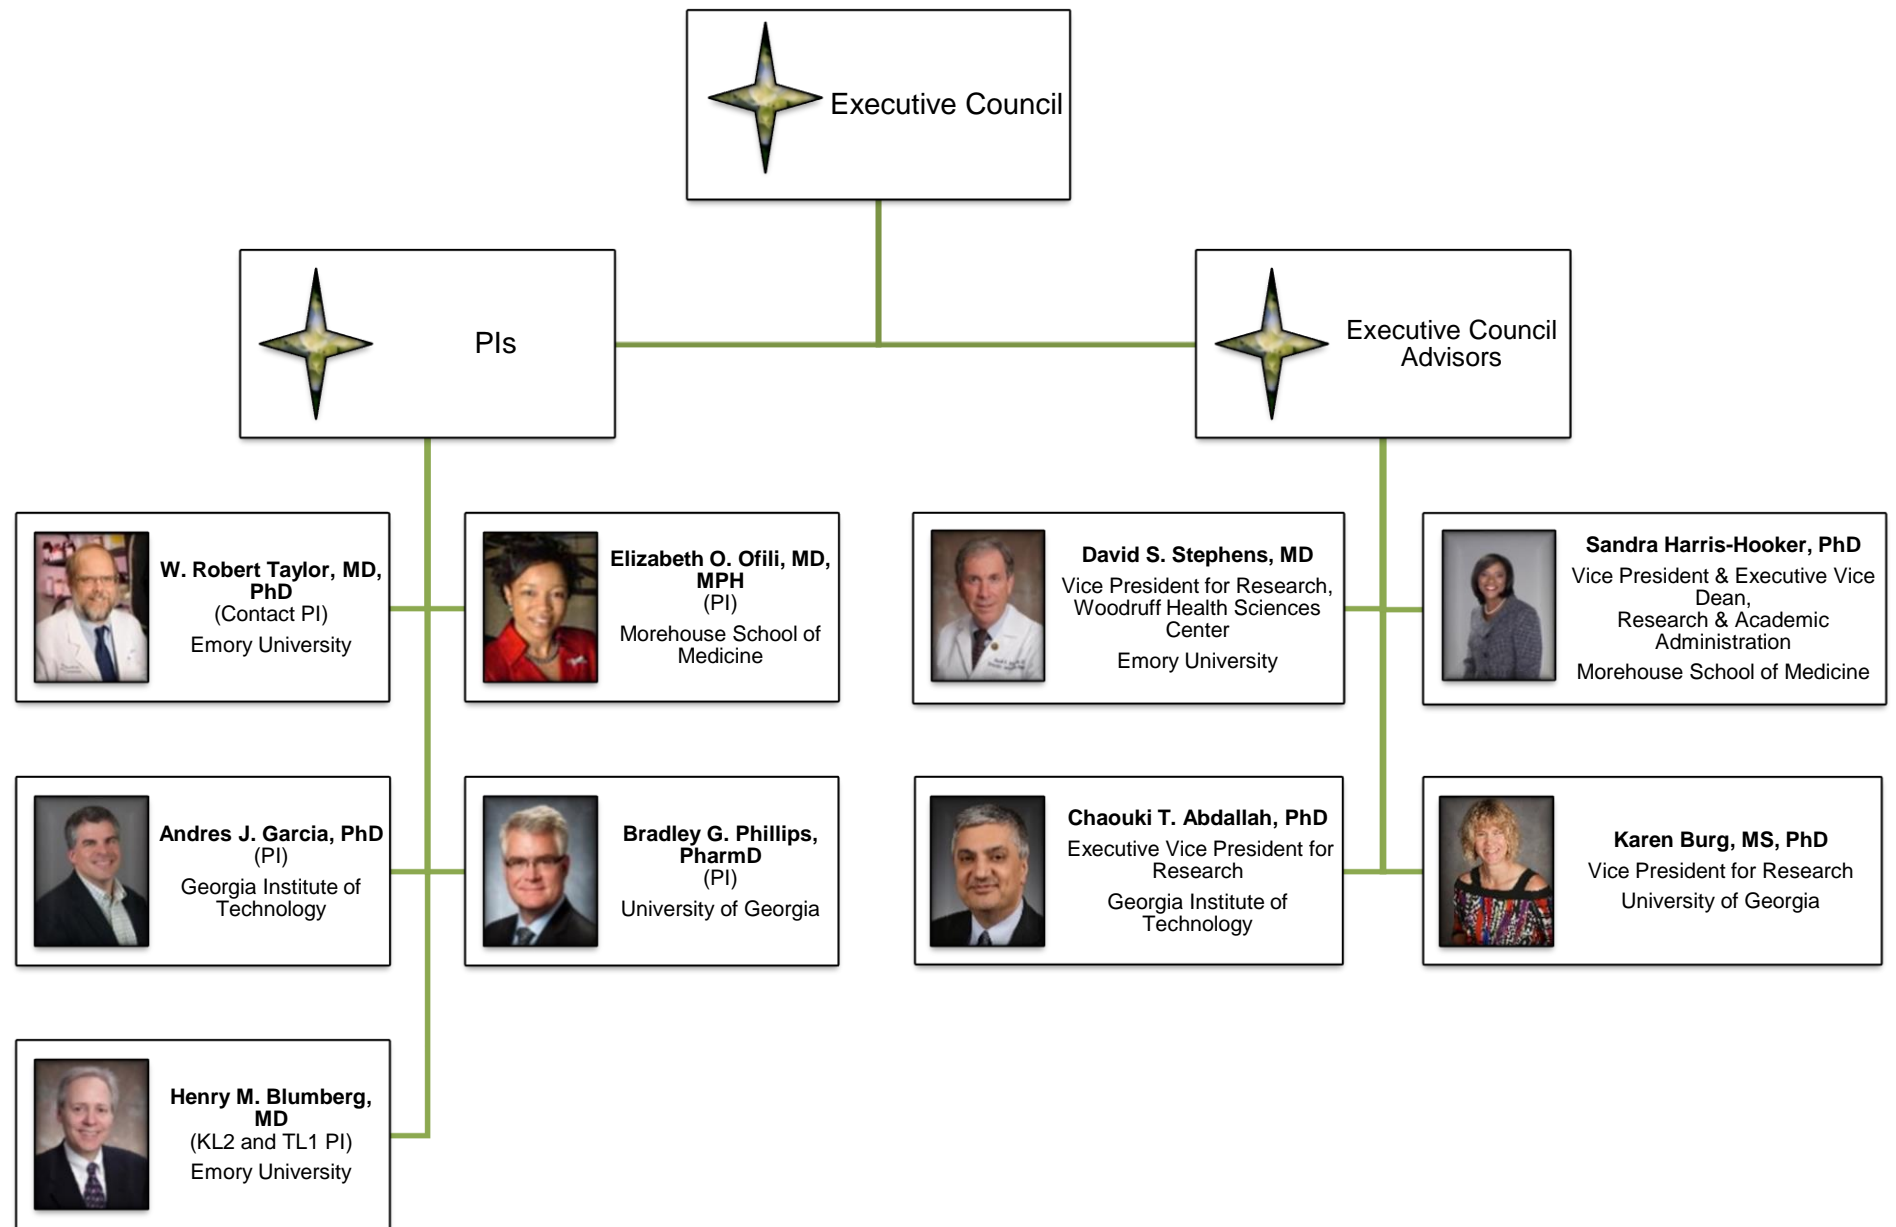 Executive Council
PIs
Executive Council
Advisors
W. Robert Taylor, MD,
PhD
(Contact PI)
Emory University
Elizabeth O. Ofili, MD,
MPH
(PI)
Morehouse School of
Medicine
David S. Stephens, MD
Vice President for Research,
Woodruff Health Sciences
Center
Emory University
Sandra Harris-Hooker, PhD
Vice President & Executive Vice
Dean,
Research & Academic
Administration
Morehouse School of Medicine
Andres J. Garcia, PhD
(PI)
Georgia Institute of
Technology
Bradley G. Phillips,
PharmD
(PI)
University of Georgia
Chaouki T. Abdallah, PhD
Executive Vice President for
Research
Georgia Institute of
Technology
Karen Burg, MS, PhD
Vice President for Research
University of Georgia
Henry M. Blumberg,
MD
(KL2 and TL1 PI)
Emory University